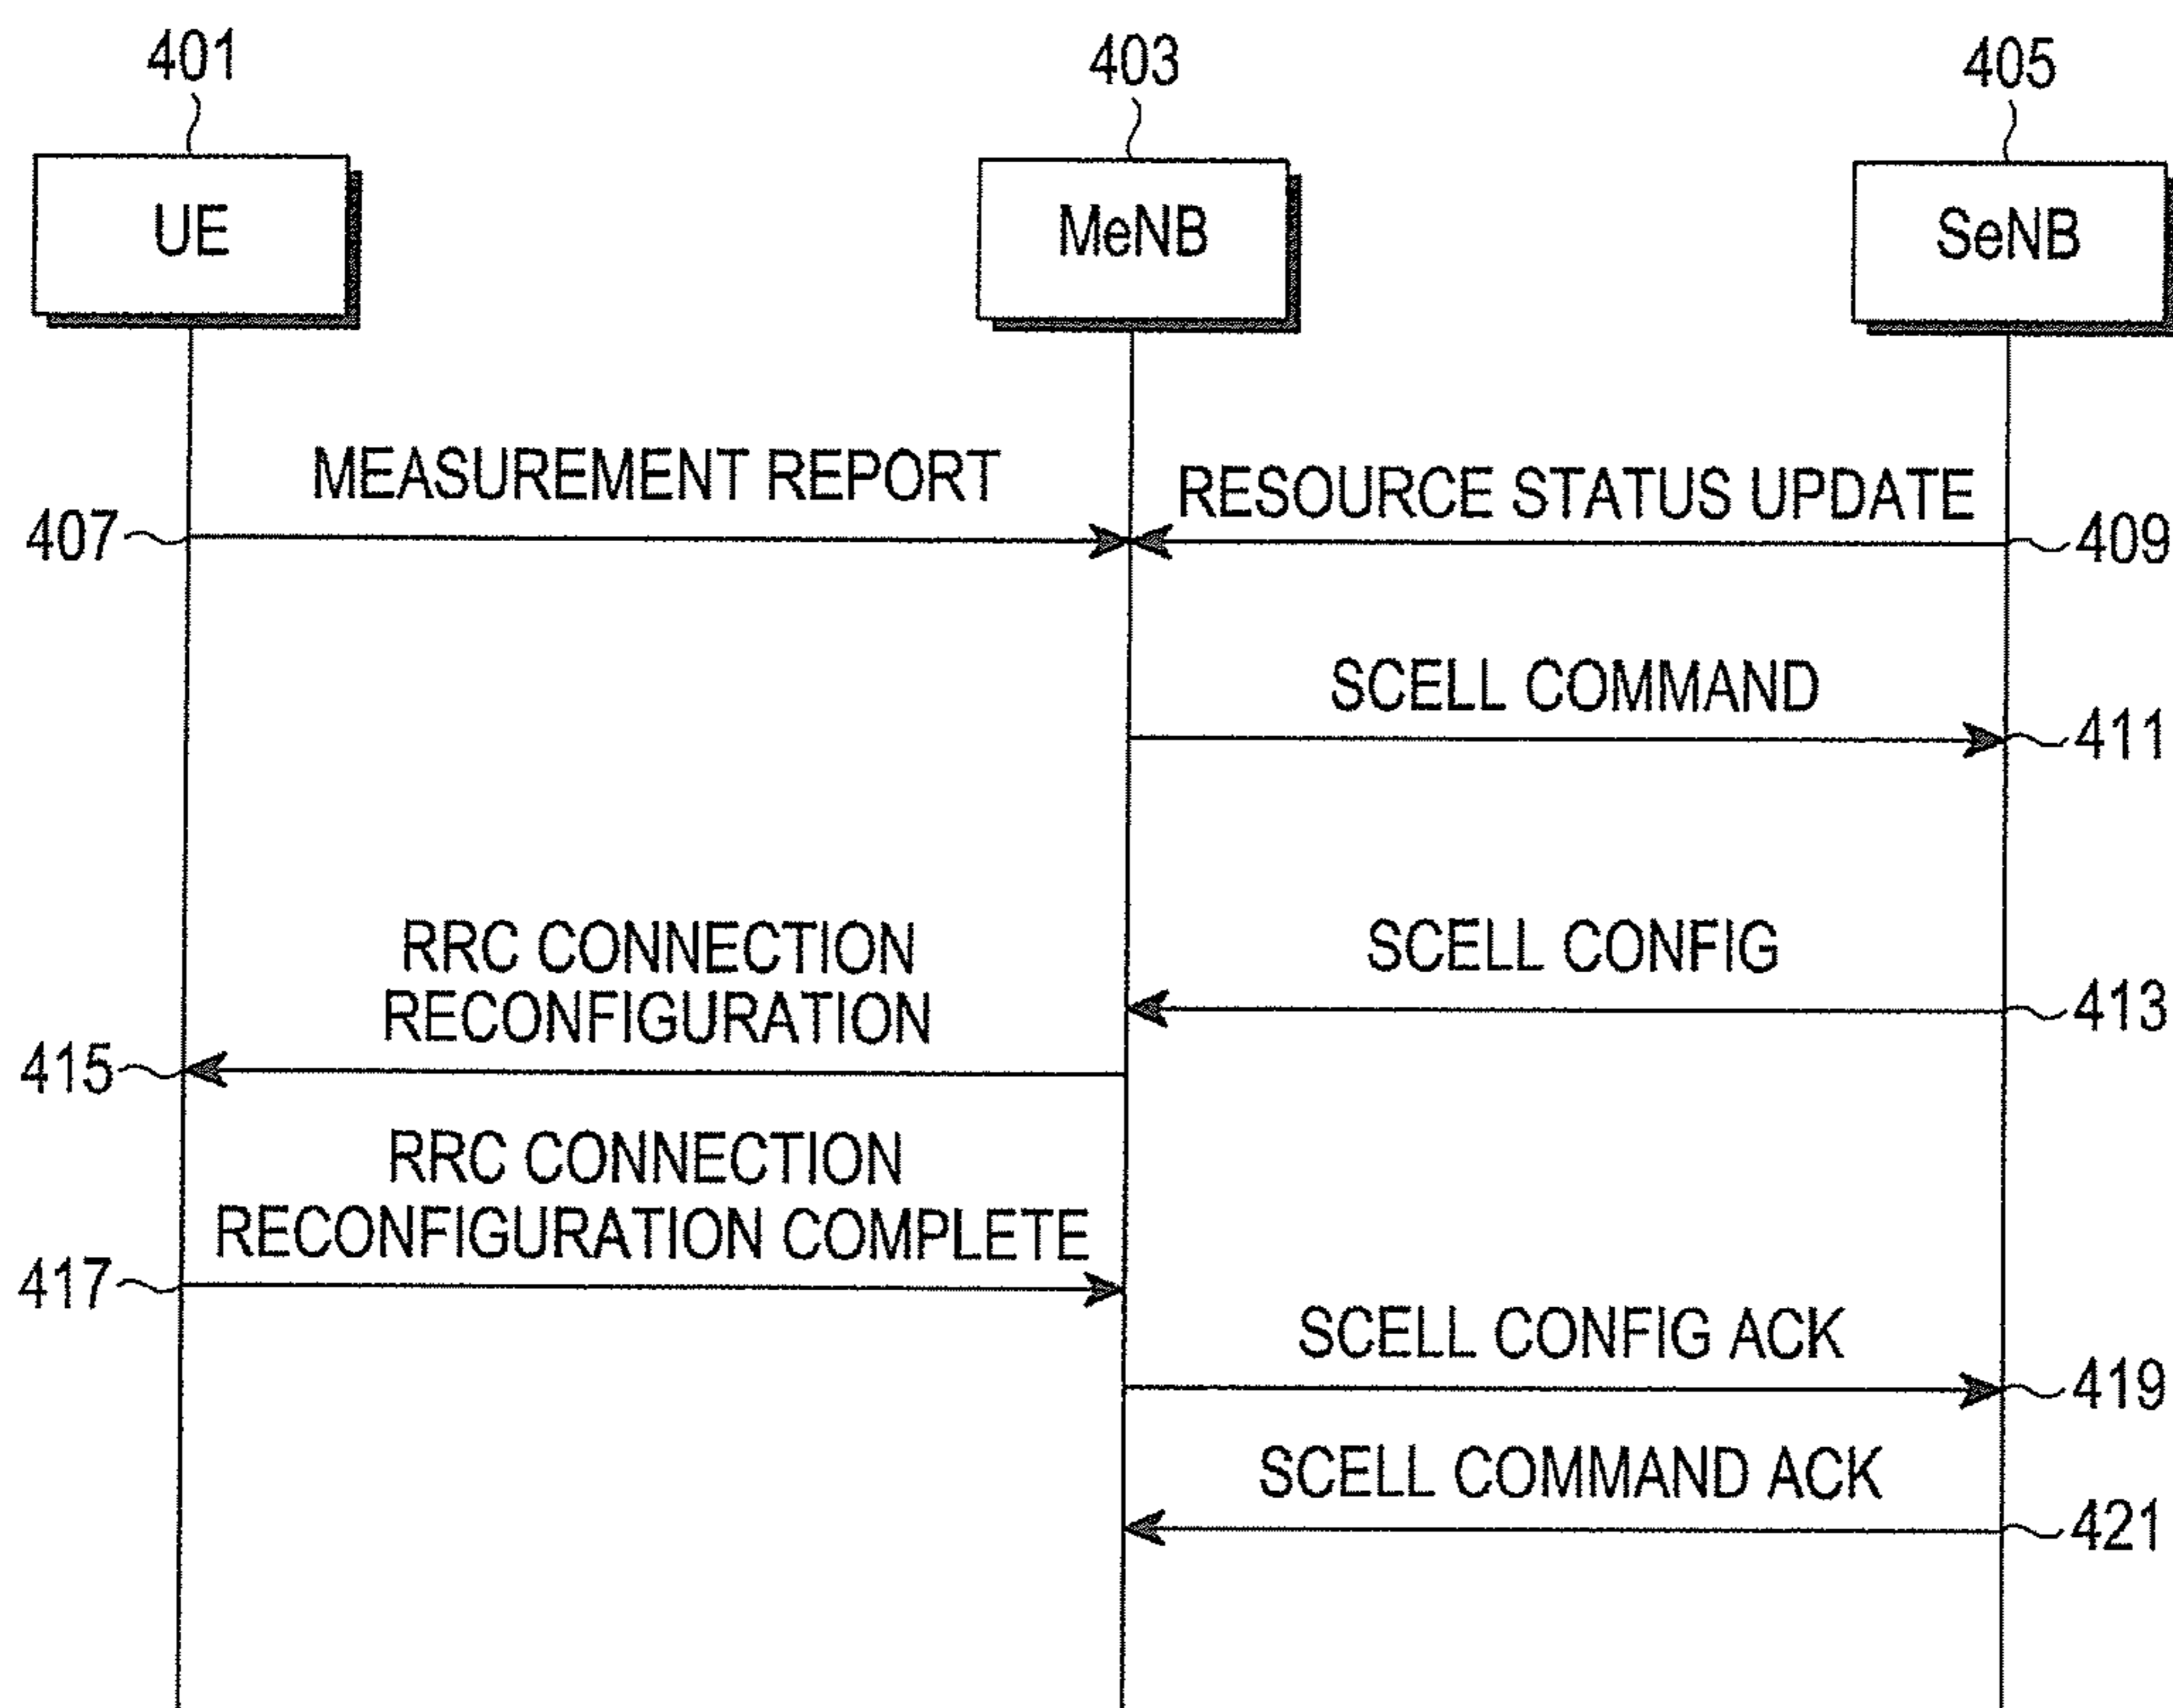 401
403
405
UE
MeNB
SeNB
MEASUREMENT REPORT
RESOURCE STATUS UPDATE
407
409
SCELL COMMAND
411
RRC CONNECTION
RECONFIGURATION
SCELL CONFIG
413
415
RRC CONNECTION
RECONFIGURATION COMPLETE
417
SCELL CONFIG ACK
419
SCELL COMMAND ACK
421